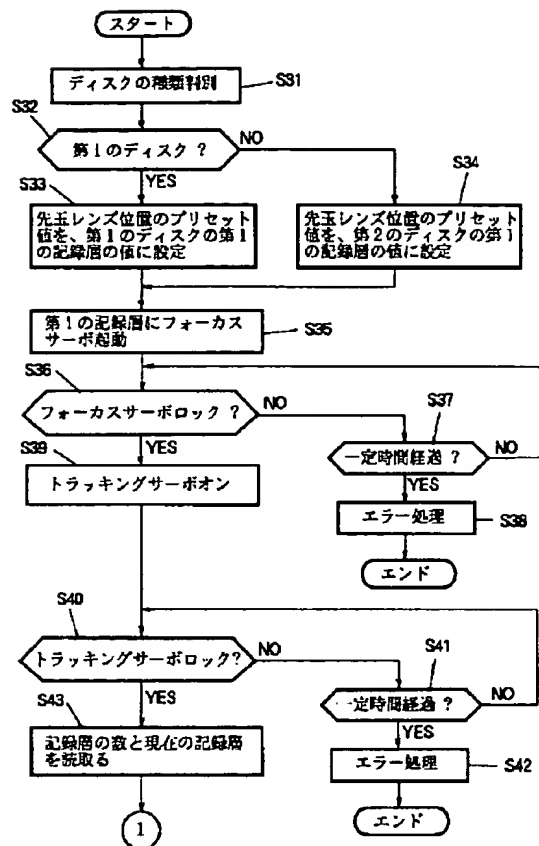 スタート
ディスクの種類判別
S31
S32
第1のディスク ?
NO
YES
S33
S34
先玉レンズ位置のプリセット
値を、第1のディスクの第1
の記録層の値に設定
先玉レンズ位置のプリセット
値を、第2のディスクの第1
の記録層の値に設定
第1の記録層にフォーカス
サーボ起動
S35
S36
フォーカスサーボロック ?
NO
YES
S37
一定時間経過 ?
NO
YES
S39
トラッキングサーボオン
エラー処理
S38
エンド
S40
トラッキングサーボロック?
NO
YES
S41
一定時間経過 ?
NO
YES
S43
記録層の数と現在の記録層
を読取る
エラー処理
S42
エンド
1